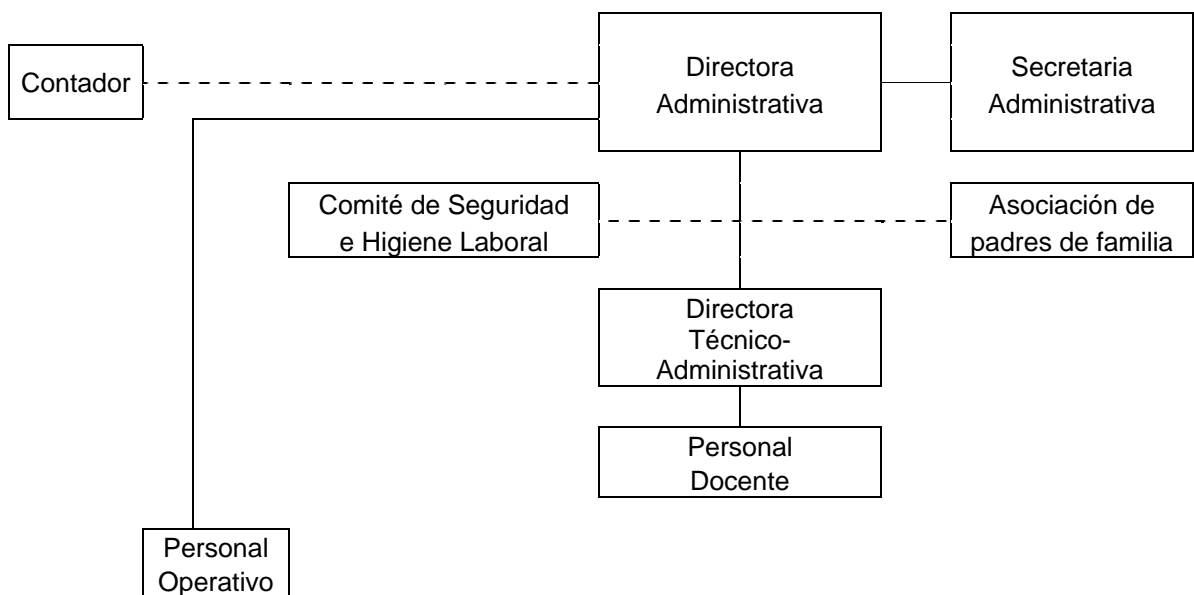 Contador
Directora
Administrativa
Secretaria
Administrativa
Comité de Seguridad
e Higiene Laboral
Asociación de
padres de familia
Directora
Técnico-
Administrativa
Personal
Docente
Personal
Operativo